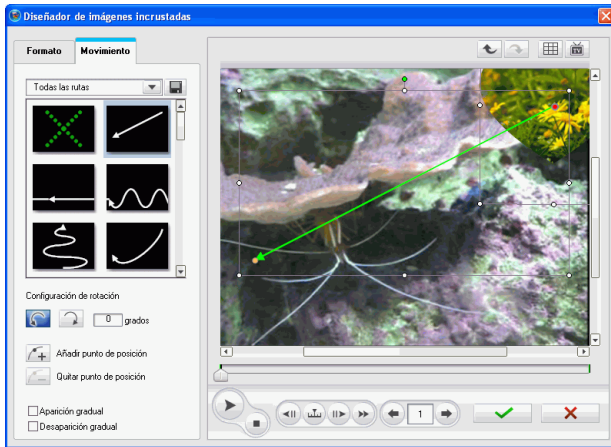 Diseñador de imágenes incrustadas
Formato
Movimiento
Todas las rutas
Configuración de rotación
0
grados
Añadir punto de posición
Quitar punto de posición
Aparición gradual
Desaparición gradual
TV
1